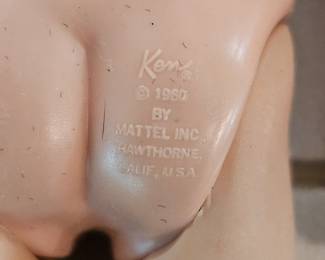 Ken®
© 1960
BY
MATTEL INC.
HAWTHORNE,
CALIF., U.S.A